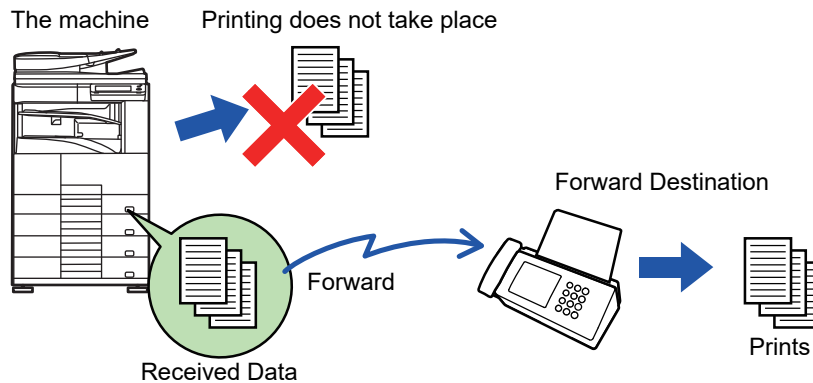 The machine
Printing does not take place
Forward Destination
Forward
Prints
Received Data